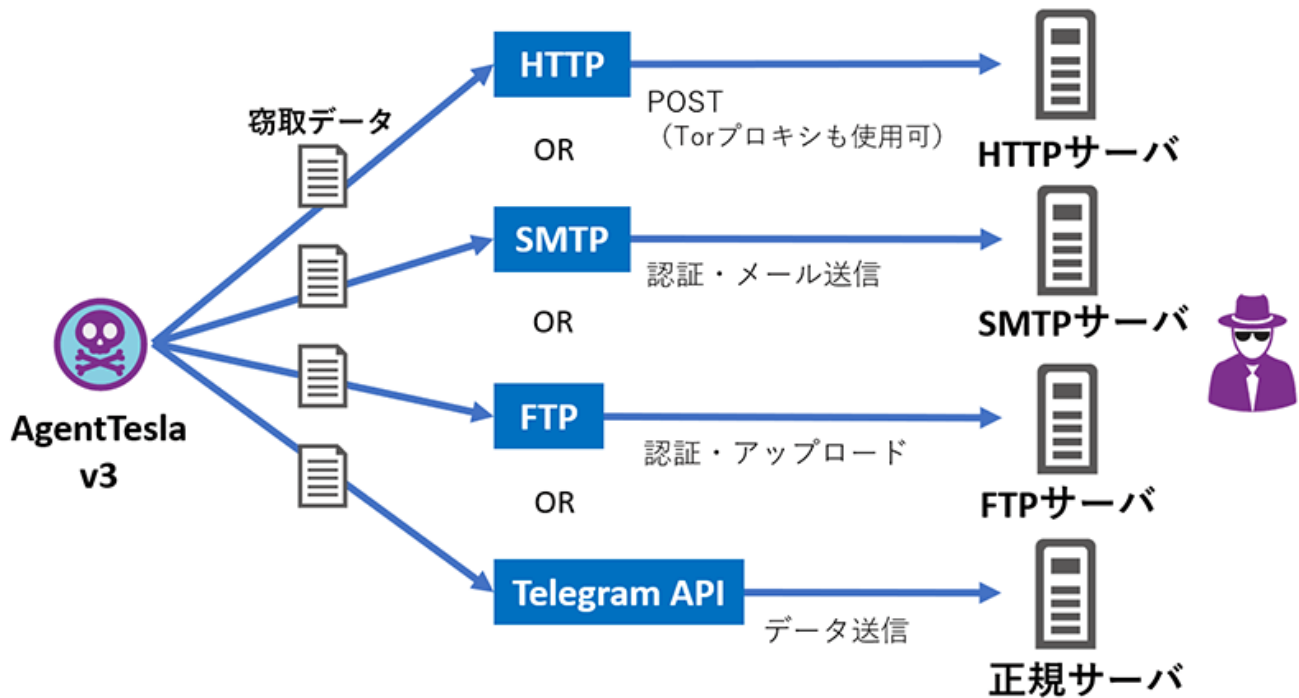 窃取データ
AgentTesla
v3
HTTP
POST
（Torプロキシも使用可）
HTTPサーバ
OR
SMTP
認証・メール送信
SMTPサーバ
OR
FTP
認証・アップロード
FTPサーバ
OR
Telegram API
データ送信
正規サーバ